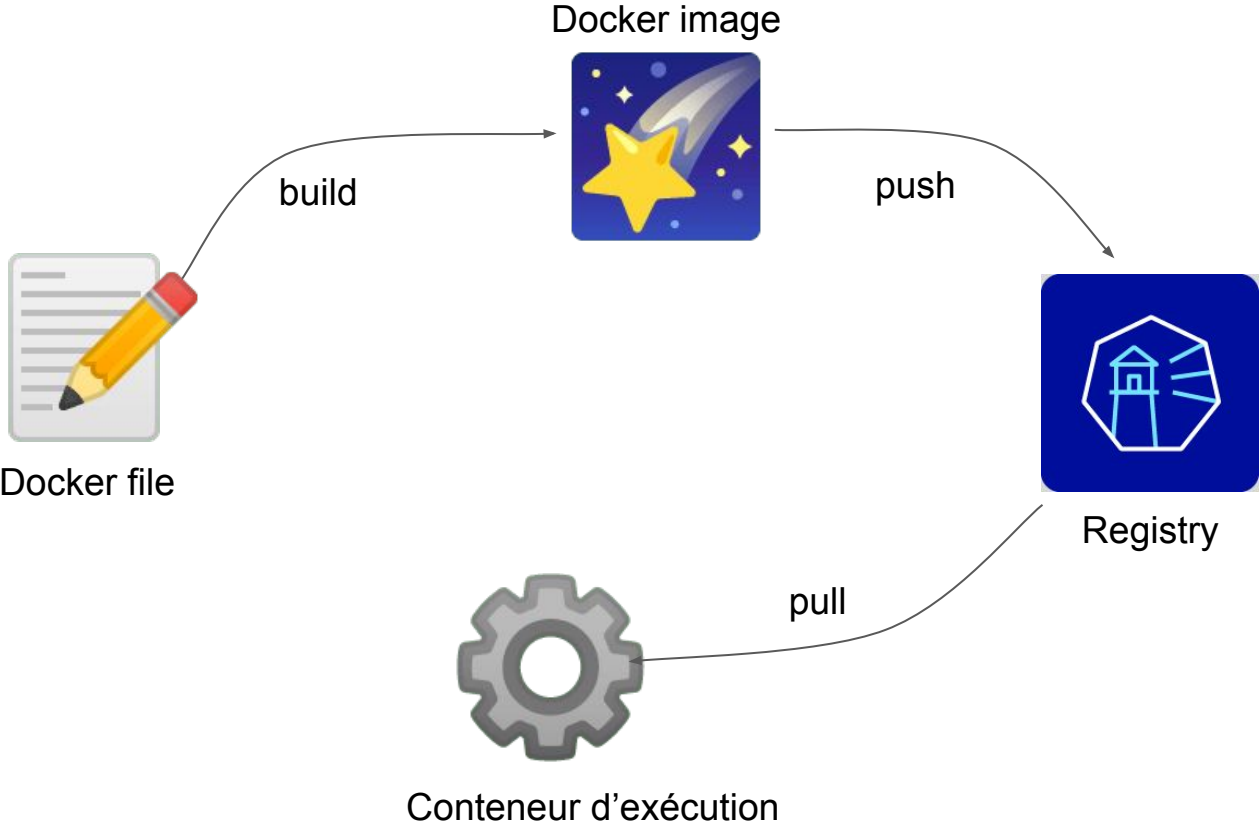 Docker image
build
push
Docker file
Registry
pull
Conteneur d’exécution